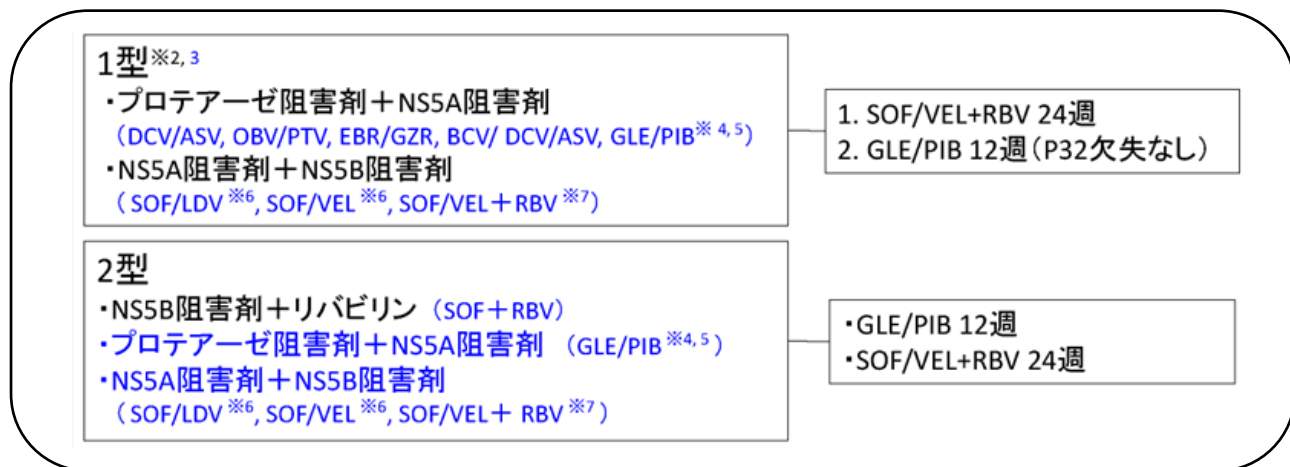 1型※2, 3
・プロテアーゼ阻害剤＋NS5A阻害剤
（DCV/ASV, OBV/PTV, EBR/GZR, BCV/ DCV/ASV, GLE/PIB※ 4, 5）
・NS5A阻害剤＋NS5B阻害剤
（ SOF/LDV ※6, SOF/VEL ※6, SOF/VEL＋RBV ※7）
1. SOF/VEL+RBV 24週
2. GLE/PIB 12週（P32欠失なし）
2型
・NS5B阻害剤＋リバビリン （SOF＋RBV）
・プロテアーゼ阻害剤＋NS5A阻害剤 （GLE/PIB ※4, 5）
・NS5A阻害剤＋NS5B阻害剤
（ SOF/LDV ※6, SOF/VEL ※6, SOF/VEL＋ RBV ※7 ）
・GLE/PIB 12週
・SOF/VEL+RBV 24週